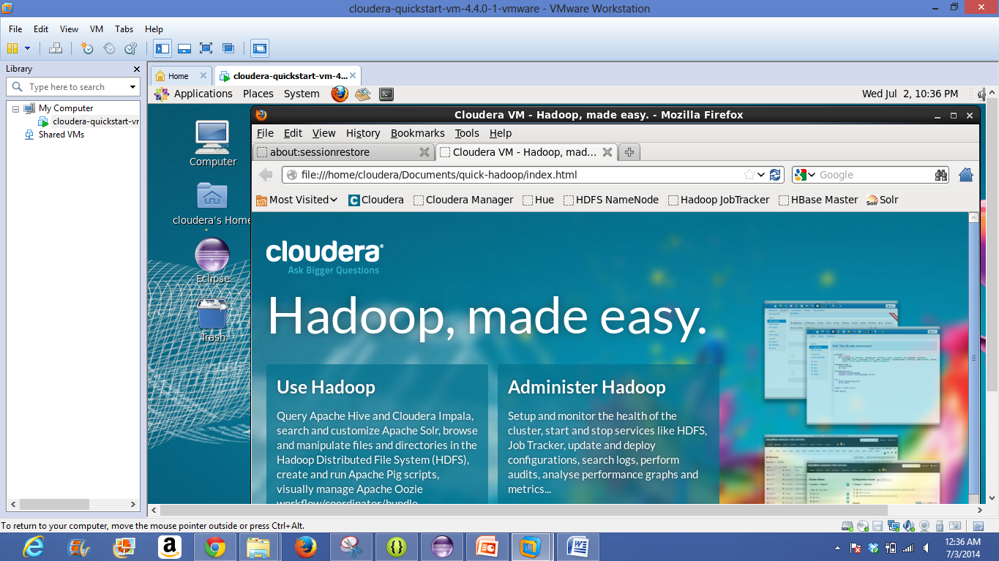 cloudera-quickstart-vm-4.4.0-1-vmware - VMware Workstation
File Edit View VM Tabs Help
Library
Type here to search
My Computer
cloudera-quickstart-vr
Shared VMs
Home
cloudera-quickstart-vm-4...
Applications Places System
Wed Jul 2, 10:36 PM
Computer
cloudera's Home
Eclipse
Trash
Cloudera VM - Hadoop, made easy. - Mozilla Firefox
File Edit View History Bookmarks Tools Help
about:sessionrestore
Cloudera VM - Hadoop, mad...
file:///home/cloudera/Documents/quick-hadoop/index.html
Google
Most Visited Cloudera Cloudera Manager Hue HDFS NameNode Hadoop JobTracker HBase Master Solr
cloudera®
Ask Bigger Questions
Hadoop, made easy.
Use Hadoop
Query Apache Hive and Cloudera Impala,
search and customize Apache Solr, browse
and manipulate files and directories in the
Hadoop Distributed File System (HDFS),
create and run Apache Pig scripts,
visually manage Apache Oozie
workflow/coordinator/bundle
Administer Hadoop
Setup and monitor the health of the
cluster, start and stop services like HDFS,
Job Tracker, update and deploy
configurations, search logs, perform
audits, analyse performance graphs and
metrics...
To return to your computer, move the mouse pointer outside or press Ctrl+Alt.
12:36 AM
7/3/2014